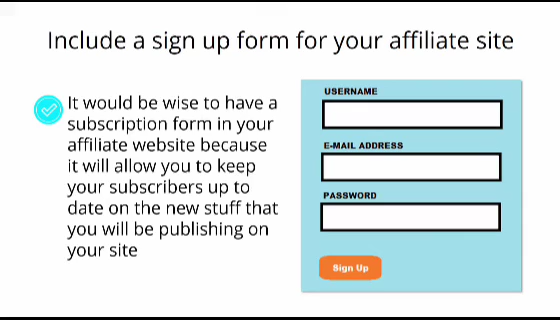 Include a sign up form for your affiliate site
It would be wise to have a
subscription form in your
affiliate website because
it will allow you to keep
your subscribers up to
date on the new stuff that
you will be publishing on
your site
USERNAME
E-MAIL ADDRESS
PASSWORD
Sign Up